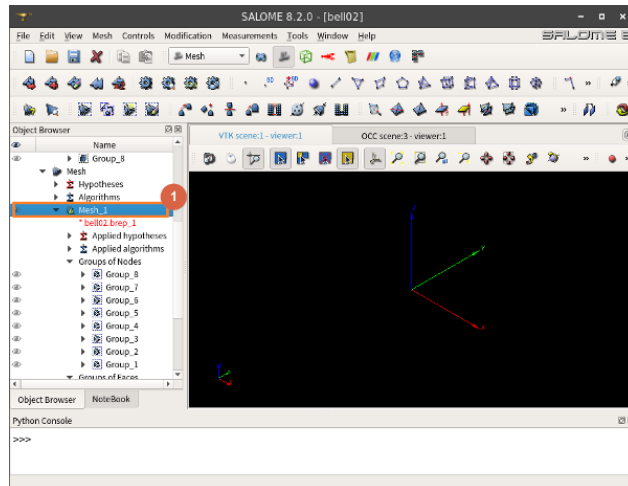 SALOME 8.2.0 - [bell02]
File Edit View Mesh Controls Modification Measurements Tools Window Help
SALOME 8
Mesh
Object Browser
VTK scene:1 - viewer:1
OCC scene:3 - viewer:1
Name
Group_8
Mesh
Hypotheses
Algorithms
1
Mesh_1
* bell02.brep_1
Applied hypotheses
Applied algorithms
Groups of Nodes
Group_8
Group_7
Group_6
Group_5
Group_4
Group_3
Group_2
Group_1
Groups of Faces
Z
Y
X
Object Browser
NoteBook
Python Console
>>>